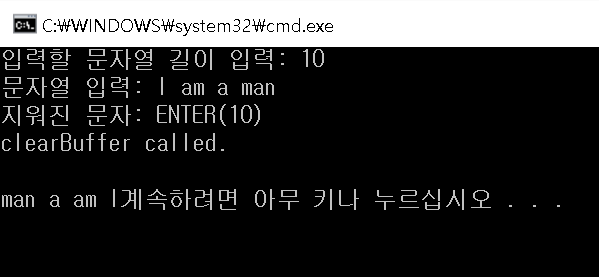 C:₩WINDOWS₩system32₩cmd.exe
입력할 문자열 길이 입력: 10
문자열 입력: I am a man
지워진 문자: ENTER(10)
clearBuffer called.
man a am I계속하려면 아무 키나 누르십시오 . . .